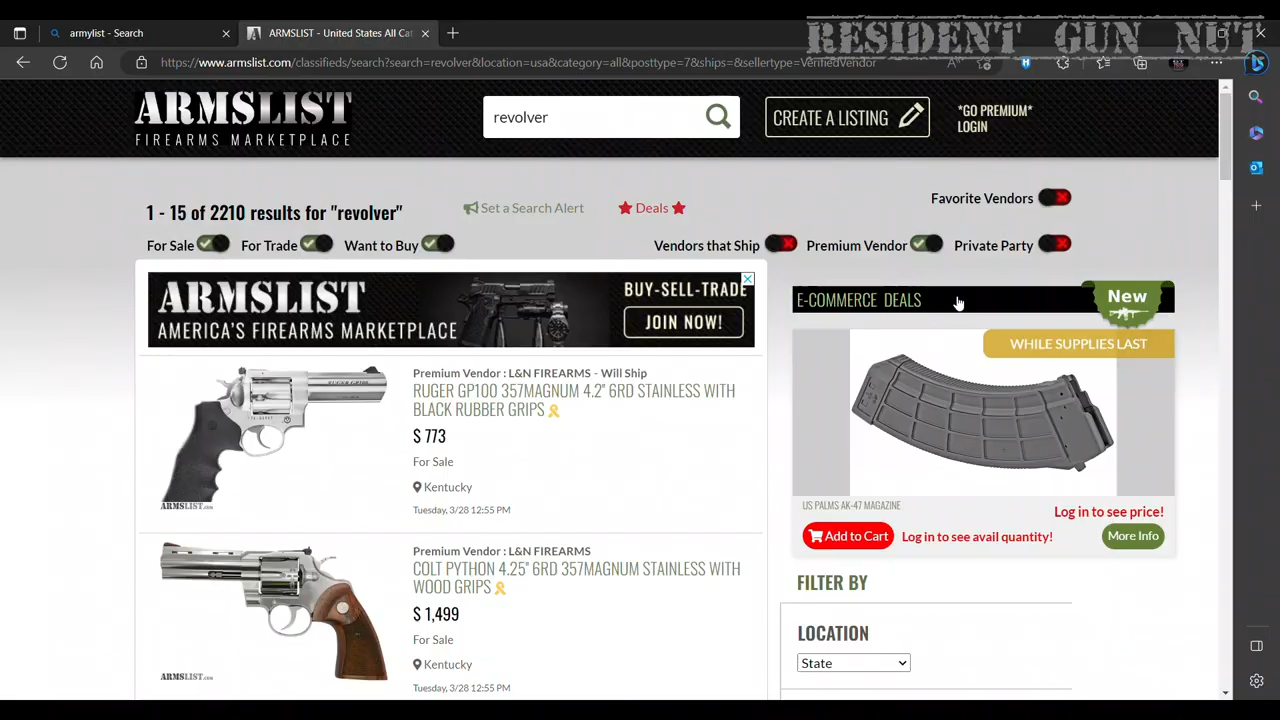 RESIDENT GUN NUT
armylist - Search
ARMSLIST - United States All Cat
https://www.armslist.com/classifieds/search?search=revolver&location=usa&category=all&posttype=7&ships=&sellertype=VerifiedVendor
ARMSLIST
FIREARMS MARKETPLACE
revolver
CREATE A LISTING
*GO PREMIUM*
LOGIN
1 - 15 of 2210 results for "revolver"
Set a Search Alert
Deals
Favorite Vendors
For Sale
For Trade
Want to Buy
Vendors that Ship
Premium Vendor
Private Party
ARMSLIST
AMERICA'S FIREARMS MARKETPLACE
BUY-SELL-TRADE
JOIN NOW!
E-COMMERCE DEALS
New
WHILE SUPPLIES LAST
Premium Vendor : L&N FIREARMS - Will Ship
RUGER GP100 357MAGNUM 4.2" 6RD STAINLESS WITH
BLACK RUBBER GRIPS
$ 773
For Sale
Kentucky
Tuesday, 3/28 12:55 PM
ARMSLIST.com
US PALMS AK-47 MAGAZINE
Log in to see price!
Add to Cart
Log in to see avail quantity!
More Info
Premium Vendor : L&N FIREARMS
COLT PYTHON 4.25" 6RD 357MAGNUM STAINLESS WITH
WOOD GRIPS
$ 1,499
For Sale
Kentucky
Tuesday, 3/28 12:55 PM
ARMSLIST.com
FILTER BY
LOCATION
State